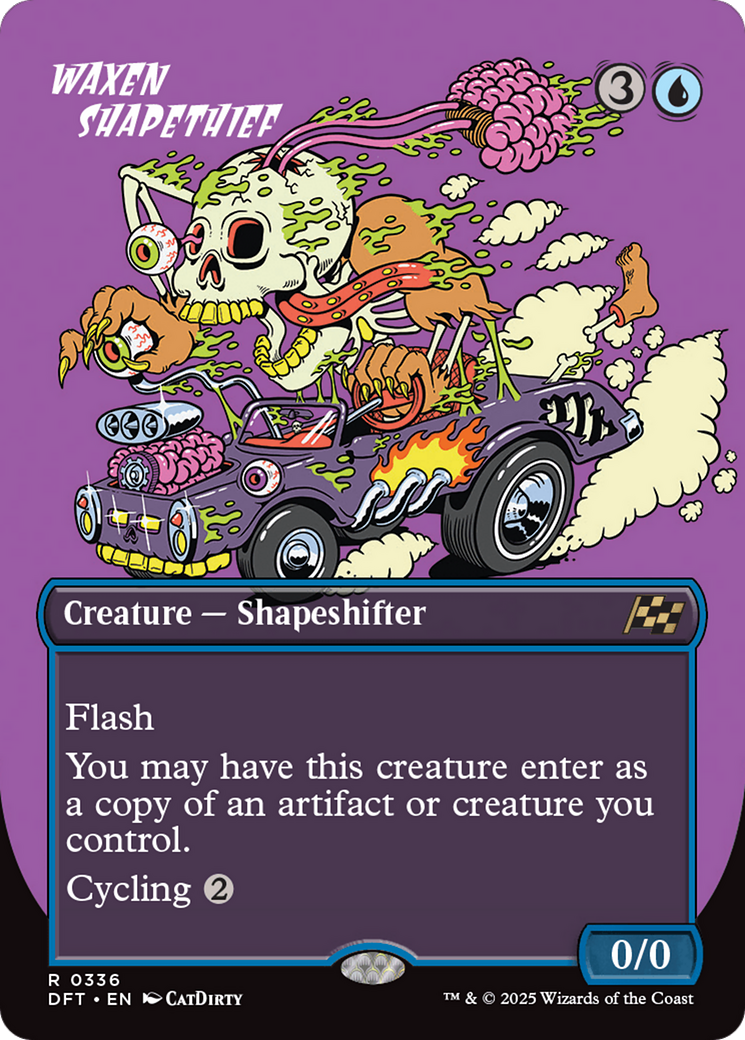 WAXEN
SHAPETHIEF
3
Creature — Shapeshifter
Flash
You may have this creature enter as
a copy of an artifact or creature you
control.
Cycling 2
0/0
R 0336
DFT • EN CATDIRTY
™ & © 2025 Wizards of the Coast